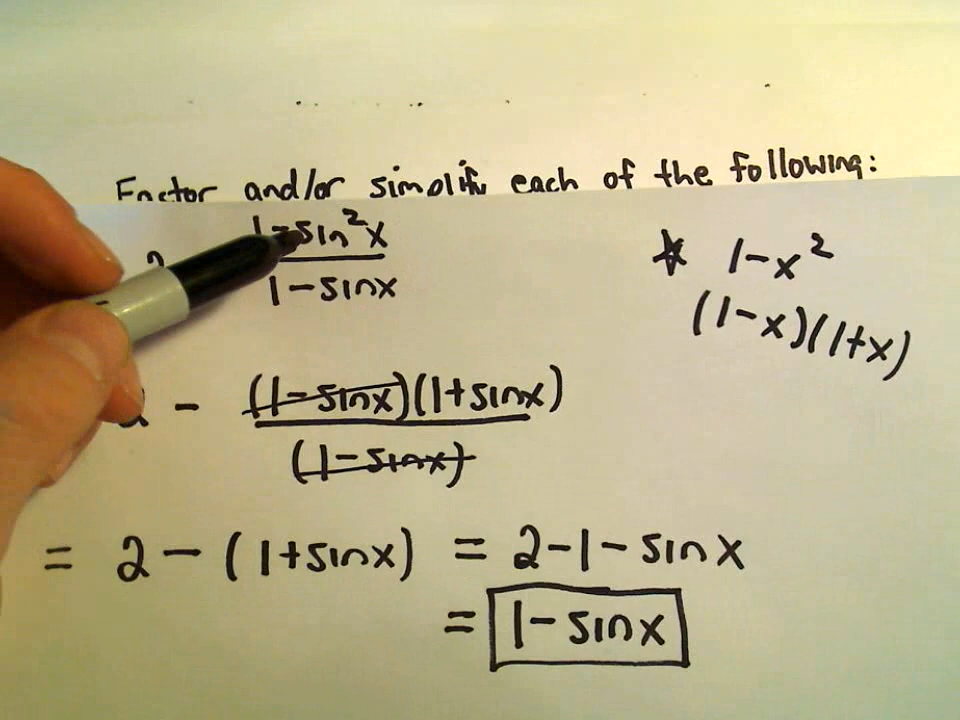 Factor and/or simplify each of the following:
1-sin²x
1-sinx
* 1-x²
(1-x)(1+x)
- (1-sinx)(1+sinx)
(1-sinx)
= 2-(1+sinx) = 2-1-sinx
= 1-sinx